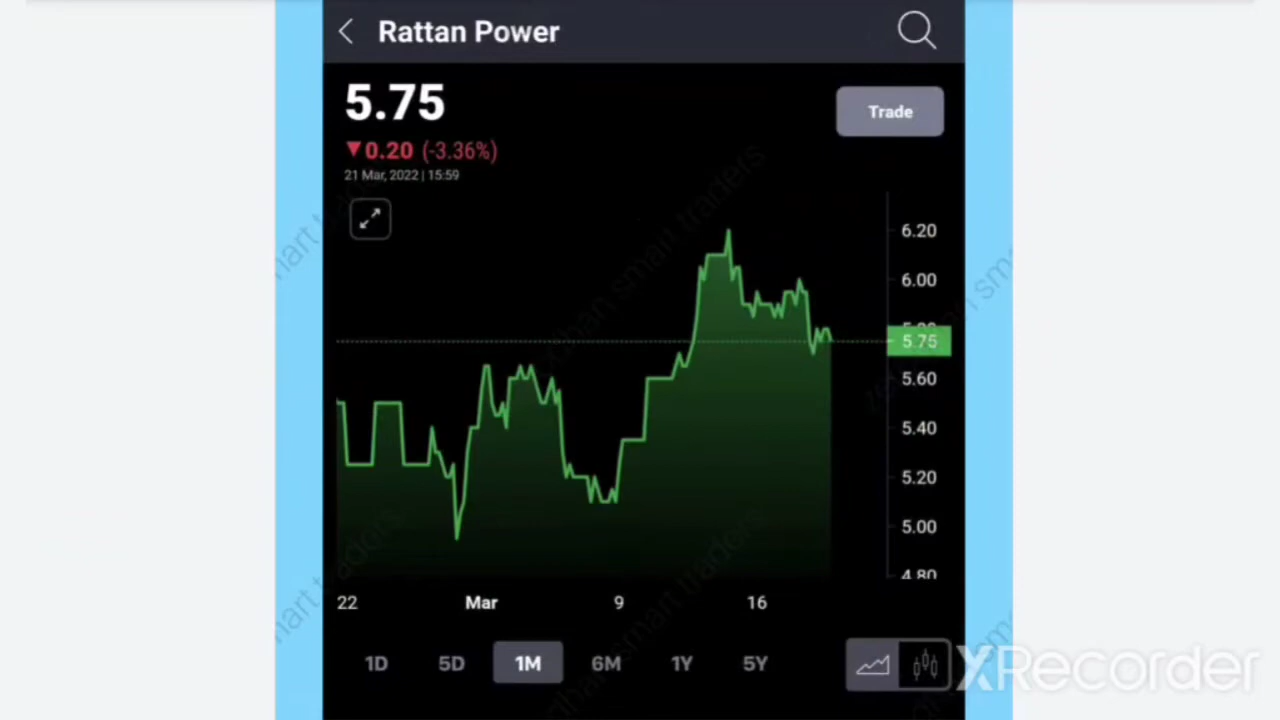 Rattan Power
5.75
Trade
▼0.20 (-3.36%)
21 Mar, 2022 | 15:59
6.20
6.00
5.75
5.60
5.40
5.20
5.00
4.80
22 Mar 9 16
1D 5D 1M 6M 1Y 5Y
XRecorder
smart traders